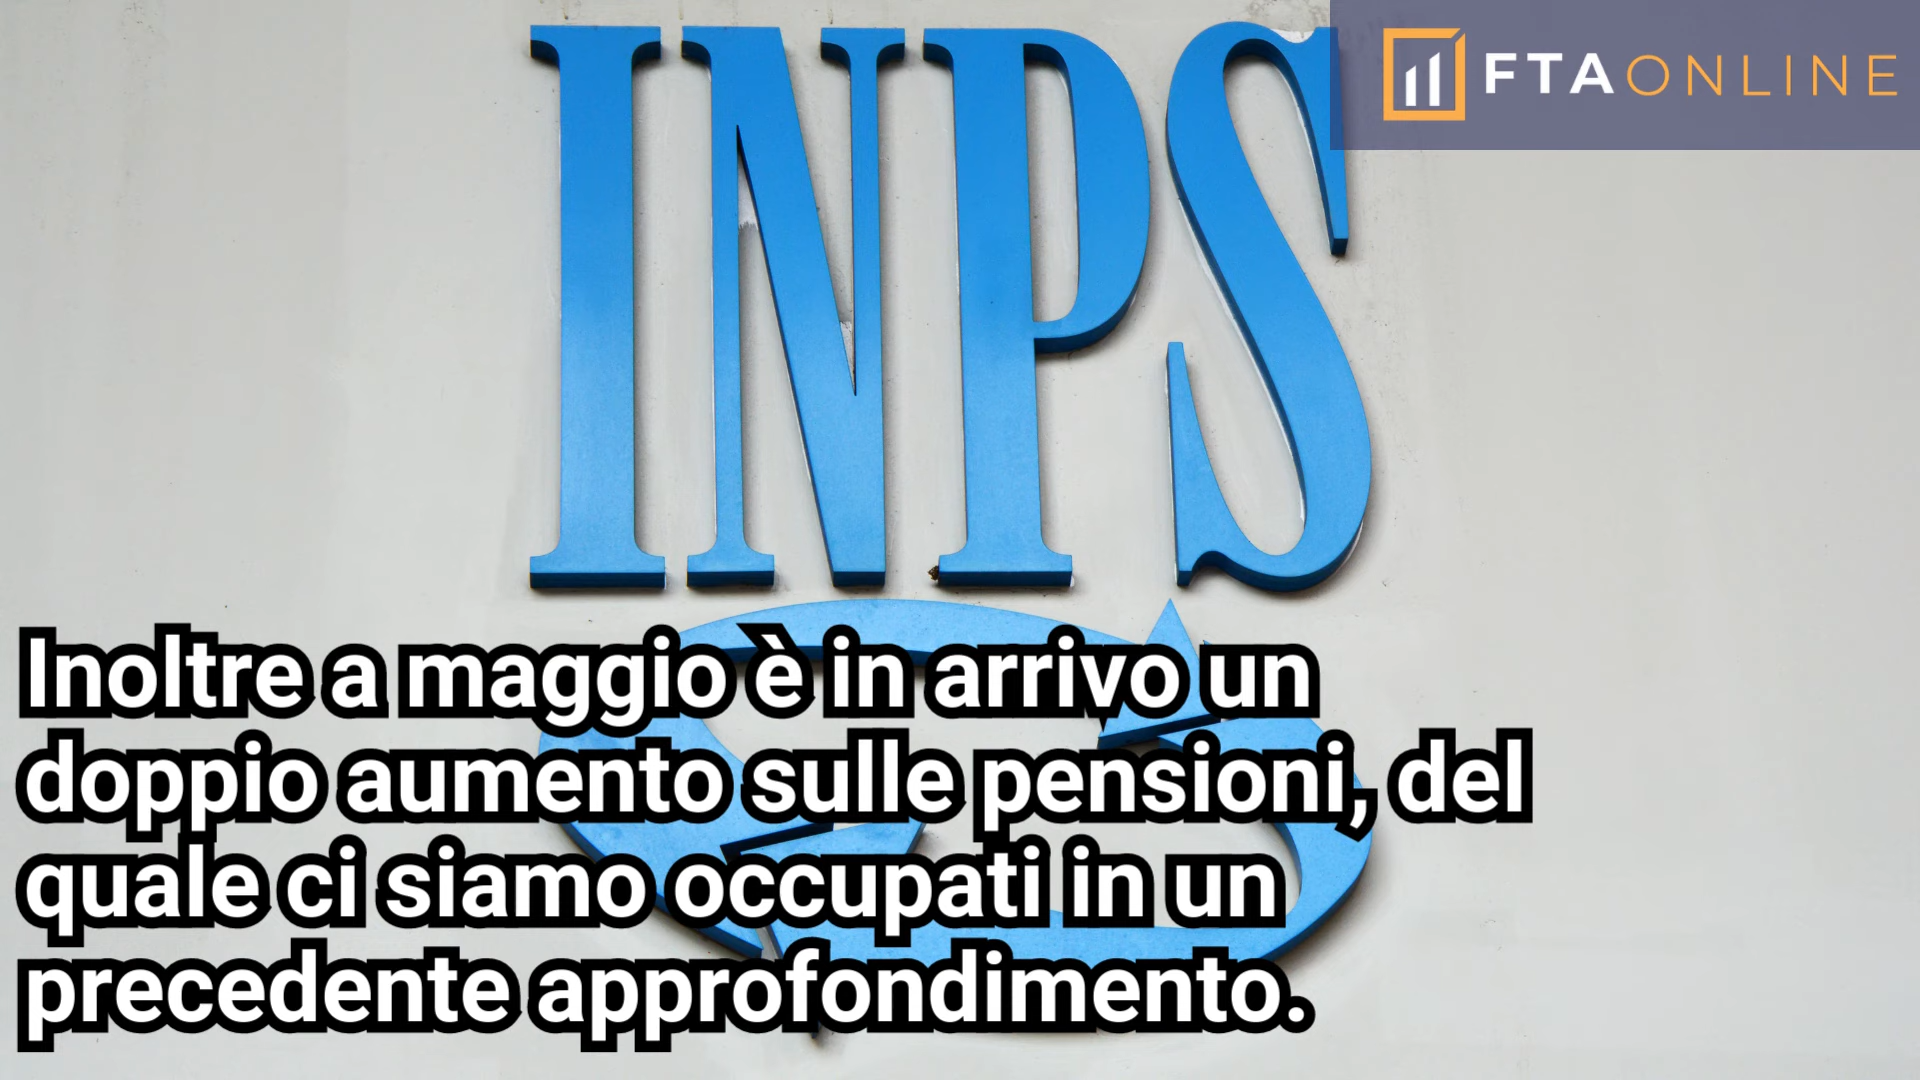 INPS
FTAONLINE
Inoltre a maggio è in arrivo un
doppio aumento sulle pensioni, del
quale ci siamo occupati in un
precedente approfondimento.